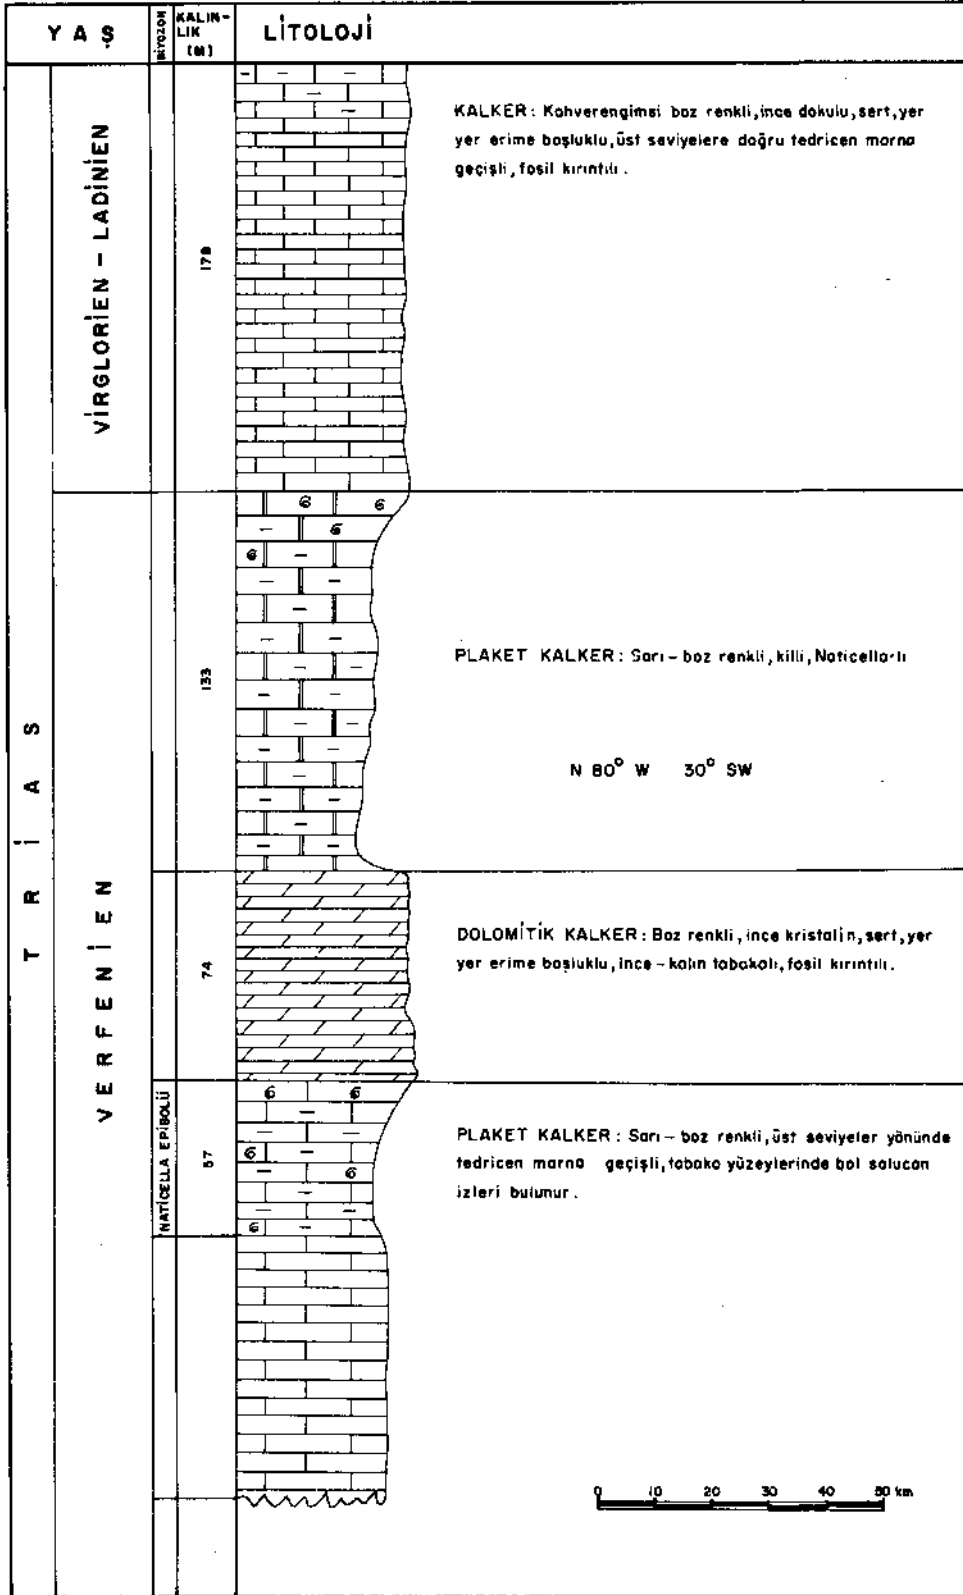 YAŞ
BİYOZON
KALIN-
LIK
(M)
LİTOLOJİ
TRİAS
VİRGLORİEN - LADİNİEN
178
KALKER: Kahverengimsi boz renkli, ince dokulu, sert, yer
yer erime boşluklu, üst seviyelere doğru tedricen marna
geçişli, fosil kırıntılı.
VERFENİEN
133
PLAKET KALKER: Sarı-boz renkli, killi, Naticella'lı
N 80° W 30° SW
74
DOLOMİTİK KALKER: Boz renkli, ince kristalin, sert, yer
yer erime boşluklu, ince-kalın tabakalı, fosil kırıntılı.
NATİCELLA EPİBOLÜ
57
PLAKET KALKER: Sarı-boz renkli, üst seviyeler yönünde
tedricen marna geçişli, tabaka yüzeylerinde bol solucan
izleri bulunur.
0 10 20 30 40 50 km